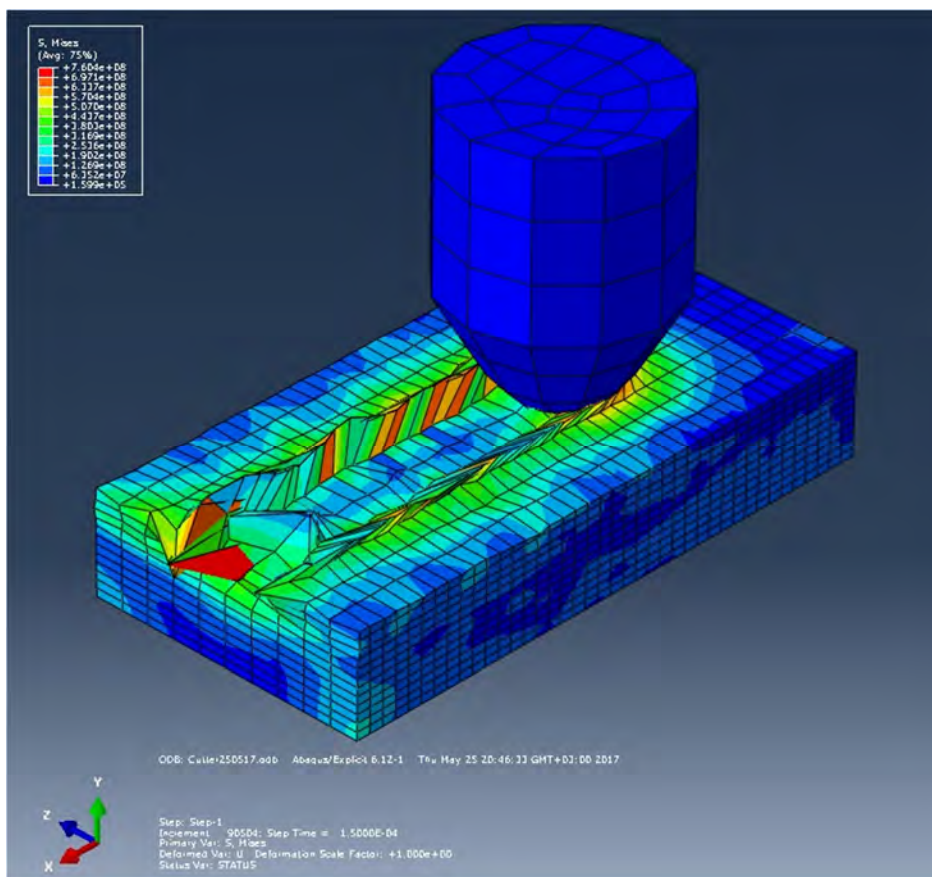 S, Mises
(Avg: 75%)
+7.604e+08
+6.971e+08
+6.337e+08
+5.704e+08
+5.070e+08
+4.437e+08
+3.803e+08
+3.169e+08
+2.536e+08
+1.902e+08
+1.269e+08
+6.352e+07
+1.599e+05
ODB: Cutter250517.odb Abaqus/Explicit 6.12-1 Thu May 25 20:46:33 GMT+03:00 2017
Y
Z
X
Step: Step-1
Increment 90504: Step Time = 1.5000E-04
Primary Var: S, Mises
Deformed Var: U Deformation Scale Factor: +1.000e+00
Status Var: STATUS